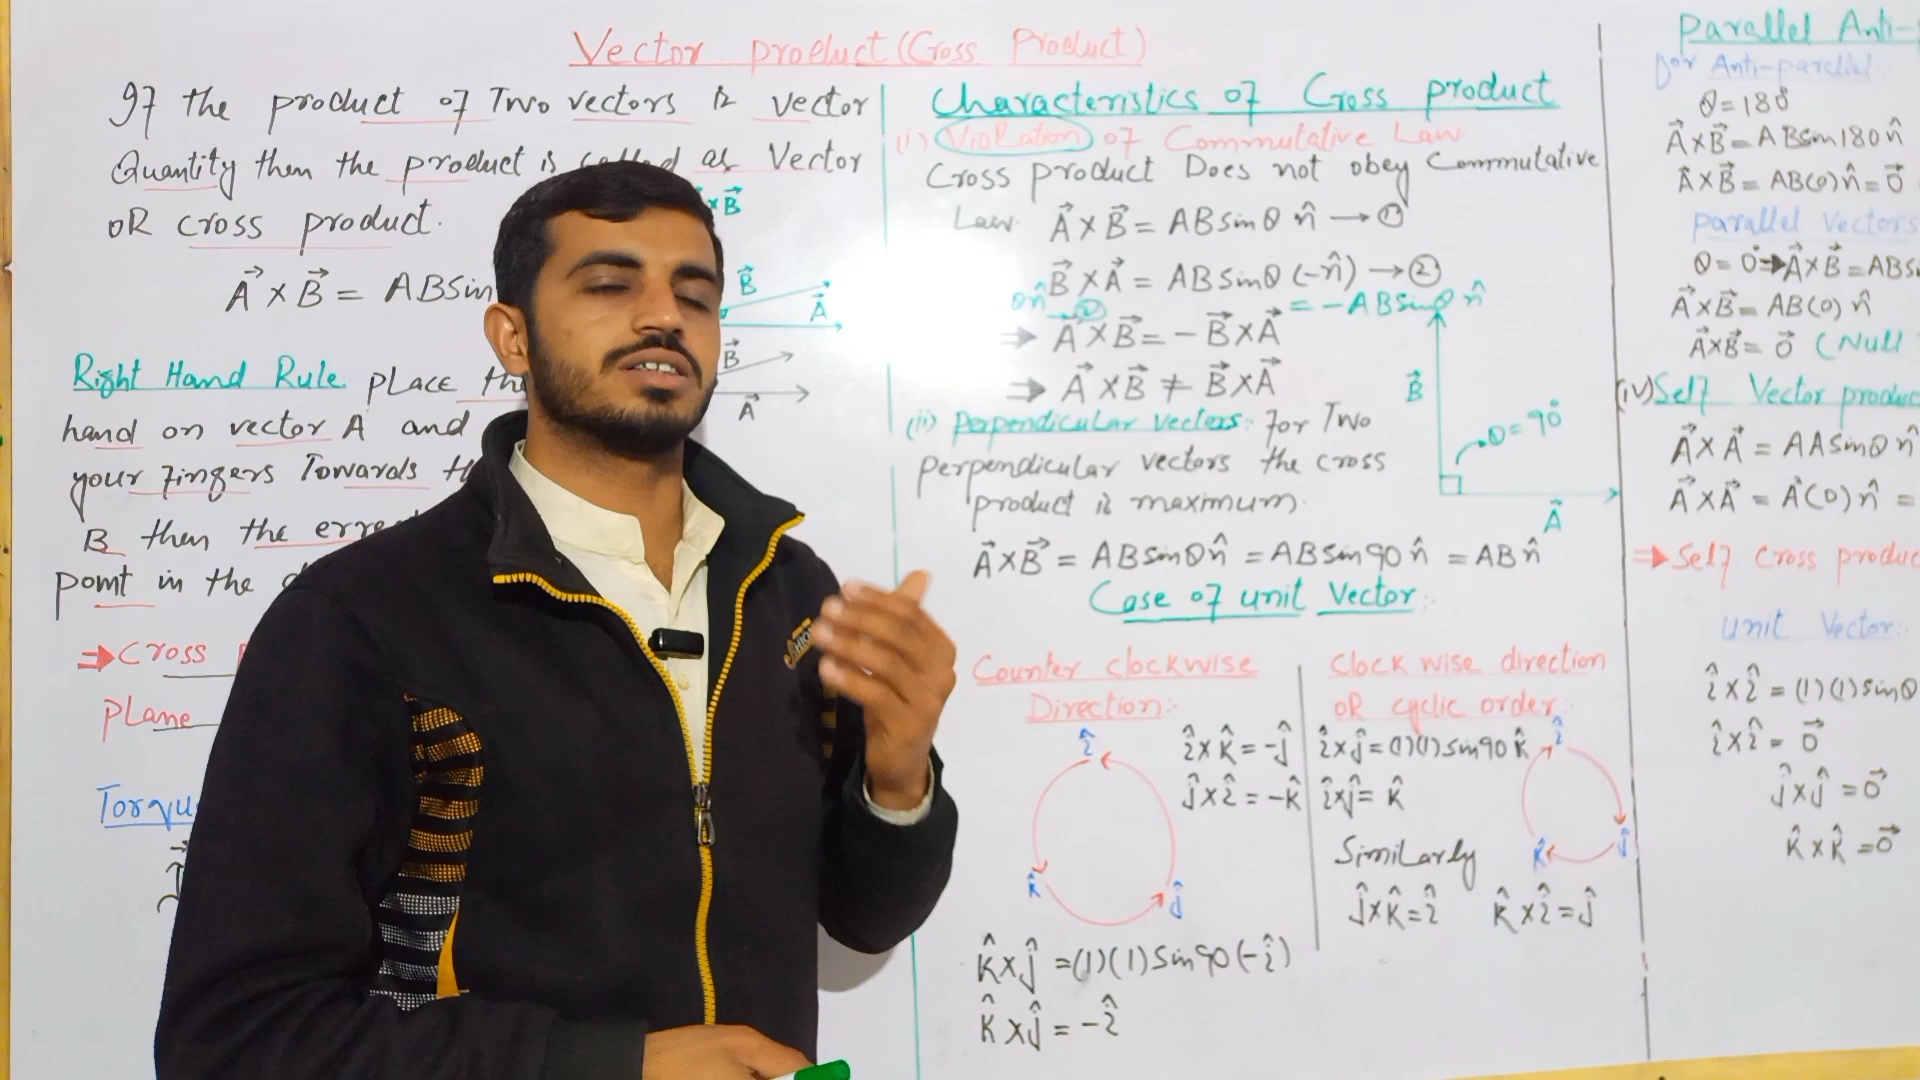 Vector product (Cross Product)
If the product of Two vectors is vector
Quantity then the product is called as Vector
OR cross product.
A⃗ × B⃗ = ABSin
× B⃗
B⃗
A⃗
B⃗
A⃗
Right Hand Rule: place the
hand on vector A and
your fingers Towards
B then the
point in the
⇒ Cross
plane
Torqu
Characteristics of Cross product
(i) Violation of Commutative Law:
Cross product Does not obey Commutative
Law. A⃗ × B⃗ = ABSinθ n̂ → ①
B⃗ × A⃗ = ABSinθ (-n̂) → ②
= -ABSinθ n̂
⇒ A⃗ × B⃗ = -B⃗ × A⃗
⇒ A⃗ × B⃗ ≠ B⃗ × A⃗
(ii) Perpendicular vectors: for Two
perpendicular vectors the cross
product is maximum.
B⃗
θ = 90°
A⃗
A⃗ × B⃗ = ABSinθ n̂ = ABSin90 n̂ = AB n̂
Case of unit Vector:
Counter clockwise
Direction:
î
k̂
ĵ
î × k̂ = -ĵ
ĵ × î = -k̂
k̂ × ĵ = (1)(1)Sin90(-î)
k̂ × ĵ = -î
Clock wise direction
OR cyclic order:
î × ĵ = (1)(1)Sin90 k̂
î × ĵ = k̂
î
ĵ
k̂
Similarly
ĵ × k̂ = î k̂ × î = ĵ
Parallel Anti-
for Anti-parallel:
θ = 180°
A⃗ × B⃗ = ABSin180 n̂
A⃗ × B⃗ = AB(0) n̂ = 0⃗
Parallel Vectors
θ = 0° ⇒ A⃗ × B⃗ = ABS
A⃗ × B⃗ = AB(0) n̂
A⃗ × B⃗ = 0⃗ (Null
(iv) Self Vector produc
A⃗ × A⃗ = AASinθ n̂
A⃗ × A⃗ = A²(0) n̂ =
⇒ Self Cross produc
Unit Vector:
î × î = (1)(1)Sinθ
î × î = 0⃗
ĵ × ĵ = 0⃗
k̂ × k̂ = 0⃗